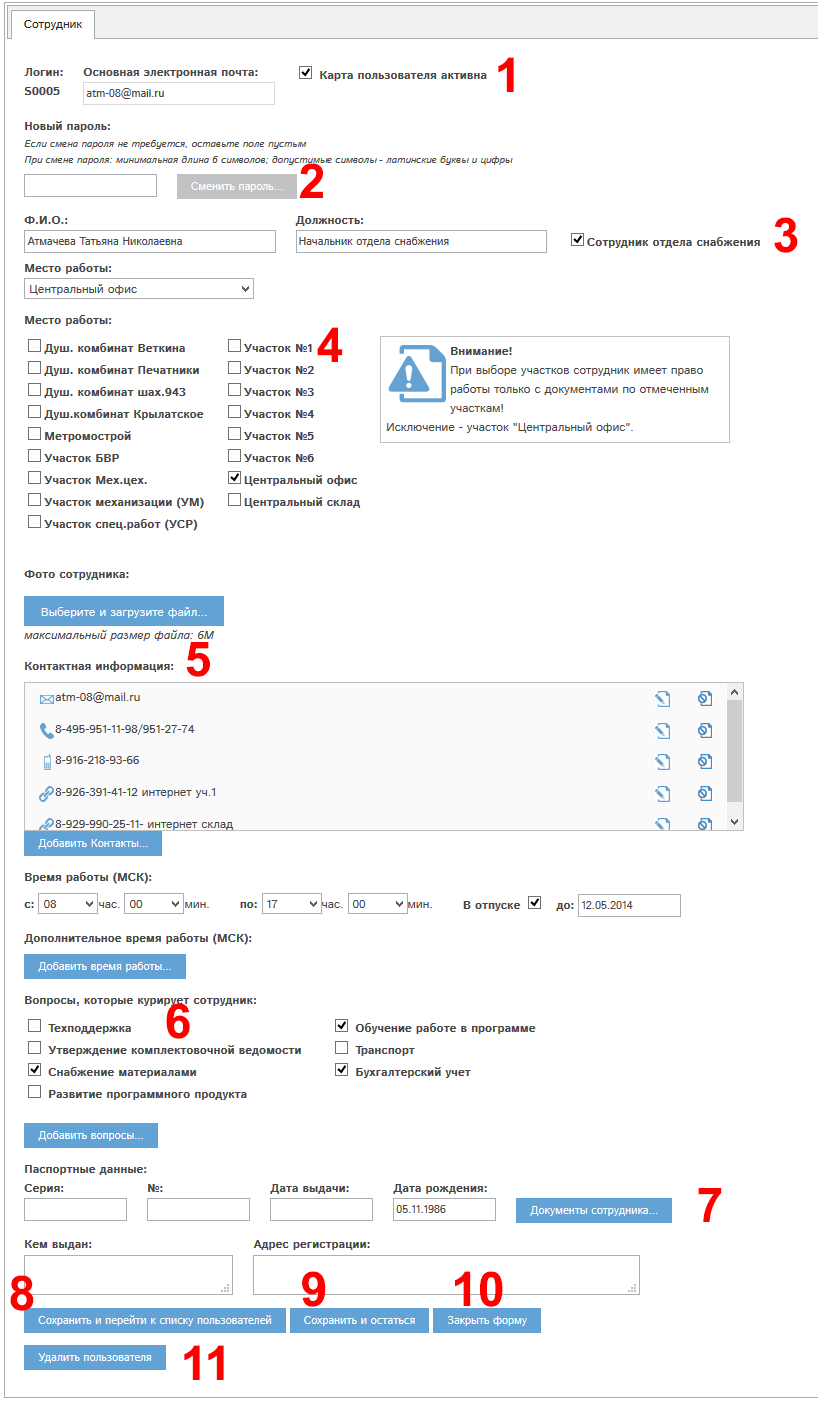 Сотрудник
Логин: Основная электронная почта: Карта пользователя активна 1
S0005 atm-08@mail.ru
Новый пароль:
Если смена пароля не требуется, оставьте поле пустым
При смене пароля: минимальная длина 6 символов; допустимые символы - латинские буквы и цифры
Сменить пароль... 2
Ф.И.О.: Должность:
Атмачева Татьяна Николаевна Начальник отдела снабжения Сотрудник отдела снабжения 3
Место работы:
Центральный офис
Место работы:
Душ. комбинат Веткина Участок №1 4
Душ. комбинат Печатники Участок №2
Душ. комбинат шах.943 Участок №3
Душ.комбинат Крылатское Участок №4
Метромострой Участок №5
Участок БВР Участок №6
Участок Мех.цех. Центральный офис
Участок механизации (УМ) Центральный склад
Участок спец.работ (УСР)
Внимание!
При выборе участков сотрудник имеет право
работы только с документами по отмеченным
участкам!
Исключение - участок "Центральный офис".
Фото сотрудника:
Выберите и загрузите файл...
максимальный размер файла: 6М
Контактная информация: 5
atm-08@mail.ru
8-495-951-11-98/951-27-74
8-916-218-93-66
8-926-391-41-12 интернет уч.1
8-929-990-25-11- интернет склад
Добавить Контакты...
Время работы (МСК):
с: 08 час. 00 мин. по: 17 час. 00 мин. В отпуске до: 12.05.2014
Дополнительное время работы (МСК):
Добавить время работы...
Вопросы, которые курирует сотрудник:
Техподдержка 6 Обучение работе в программе
Утверждение комплектовочной ведомости Транспорт
Снабжение материалами Бухгалтерский учет
Развитие программного продукта
Добавить вопросы...
Паспортные данные:
Серия: №: Дата выдачи: Дата рождения:
05.11.1986 Документы сотрудника... 7
Кем выдан: Адрес регистрации:
8 9 10
Сохранить и перейти к списку пользователей Сохранить и остаться Закрыть форму
Удалить пользователя 11